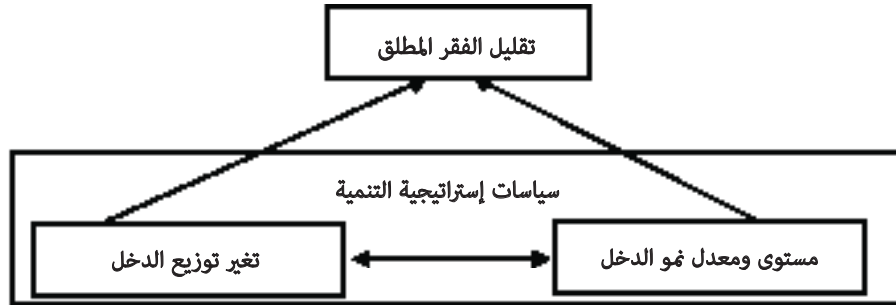 تقليل الفقر المطلق
سياسات إستراتيجية التنمية
مستوى ومعدل نمو الدخل
تغير توزيع الدخل